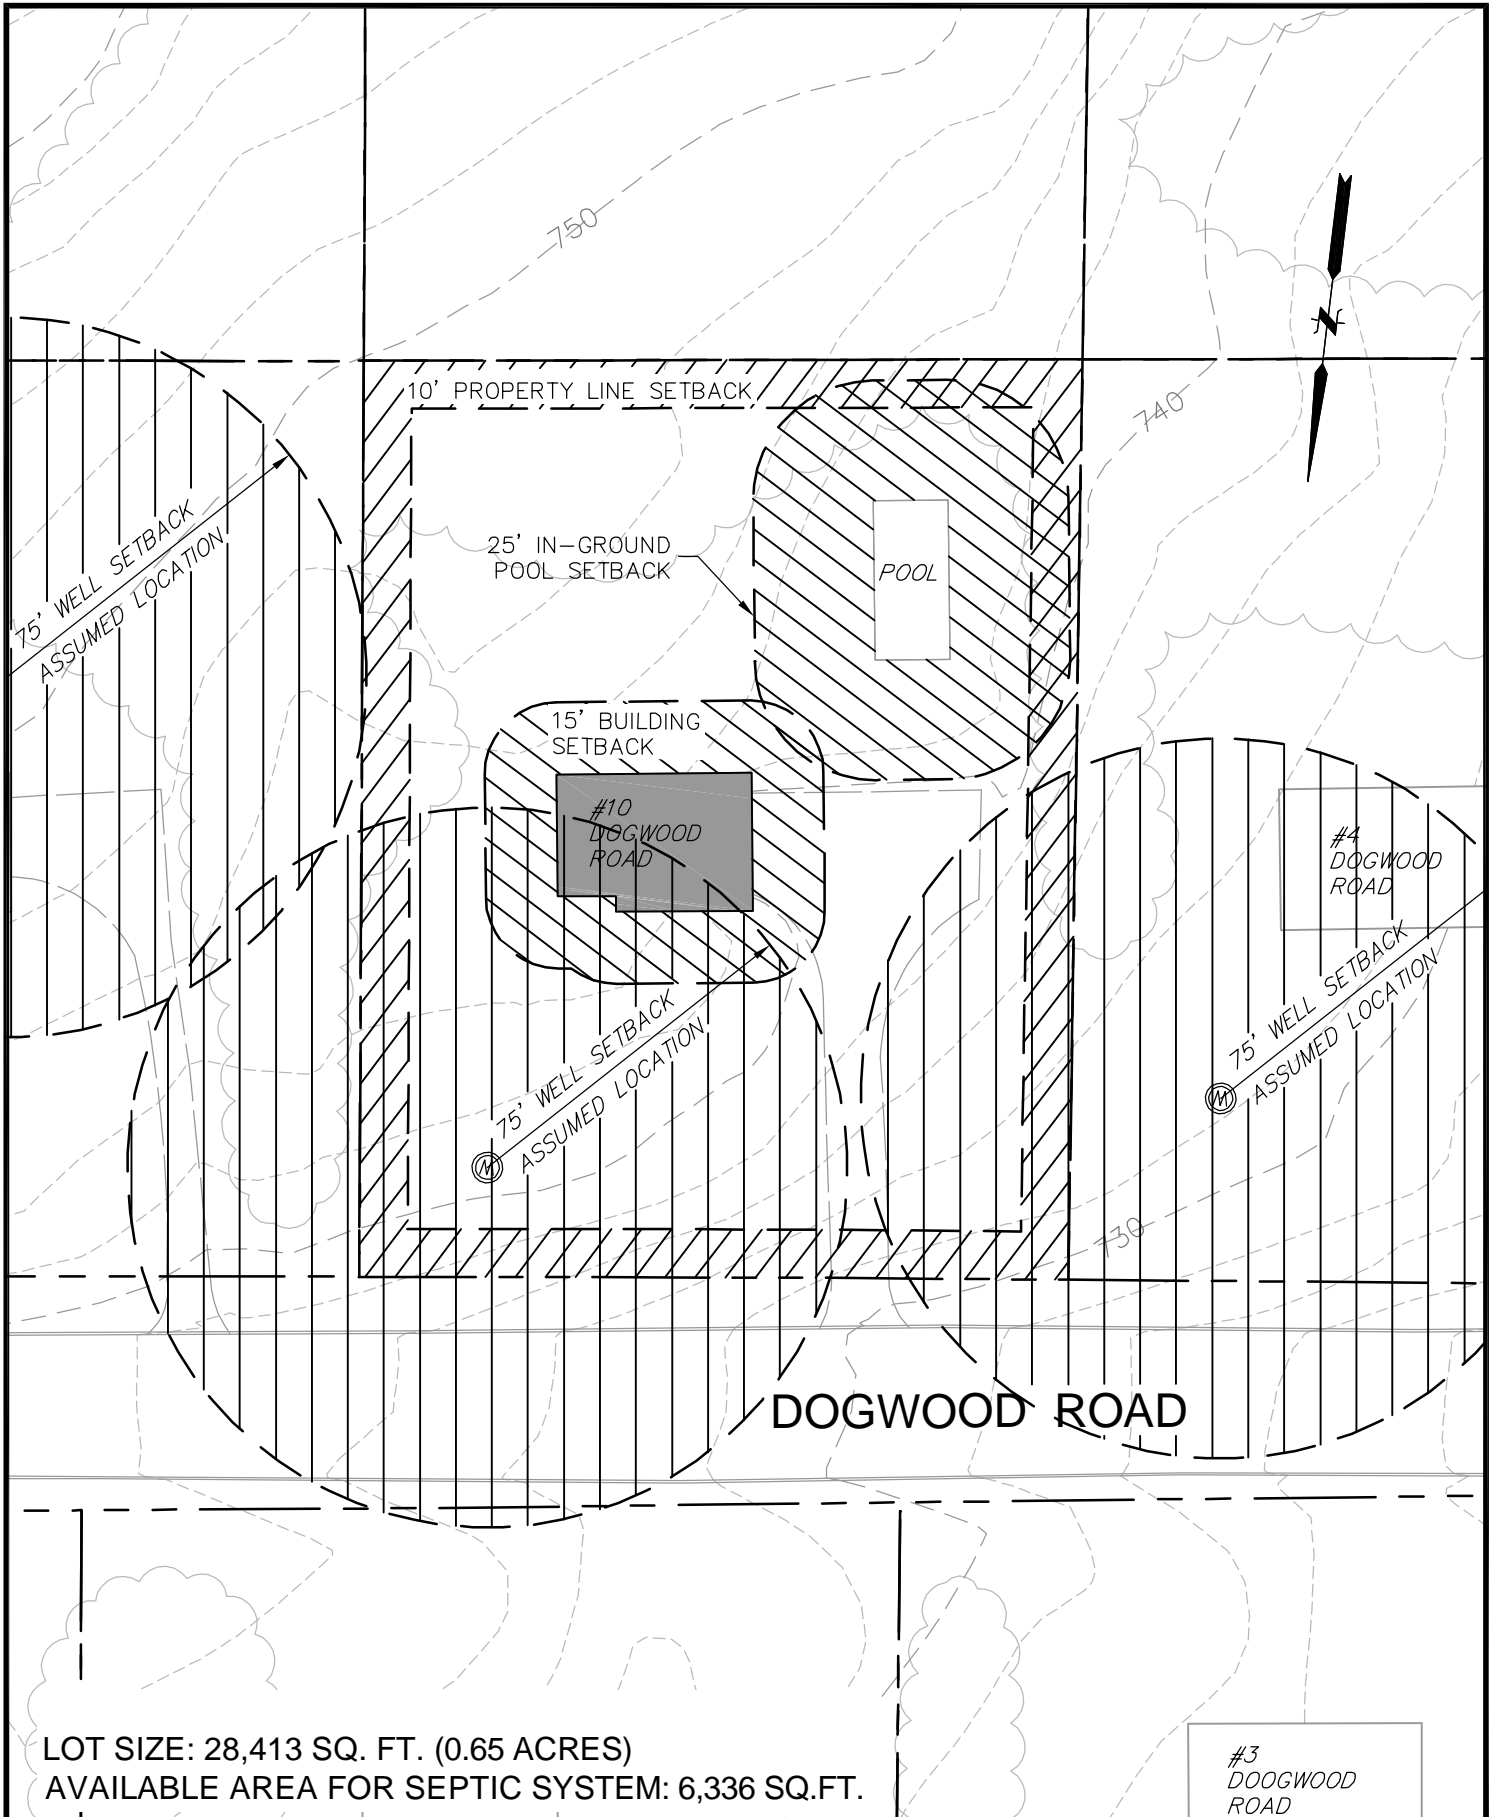 750
10' PROPERTY LINE SETBACK
740
75' WELL SETBACK
ASSUMED LOCATION
25' IN-GROUND
POOL SETBACK
POOL
15' BUILDING
SETBACK
#10
DOGWOOD
ROAD
#4
DOGWOOD
ROAD
75' WELL SETBACK
ASSUMED LOCATION
W
75' WELL SETBACK
ASSUMED LOCATION
W
730
DOGWOOD ROAD
LOT SIZE: 28,413 SQ. FT. (0.65 ACRES)
AVAILABLE AREA FOR SEPTIC SYSTEM: 6,336 SQ.FT.
#3
DOOGWOOD
ROAD
N